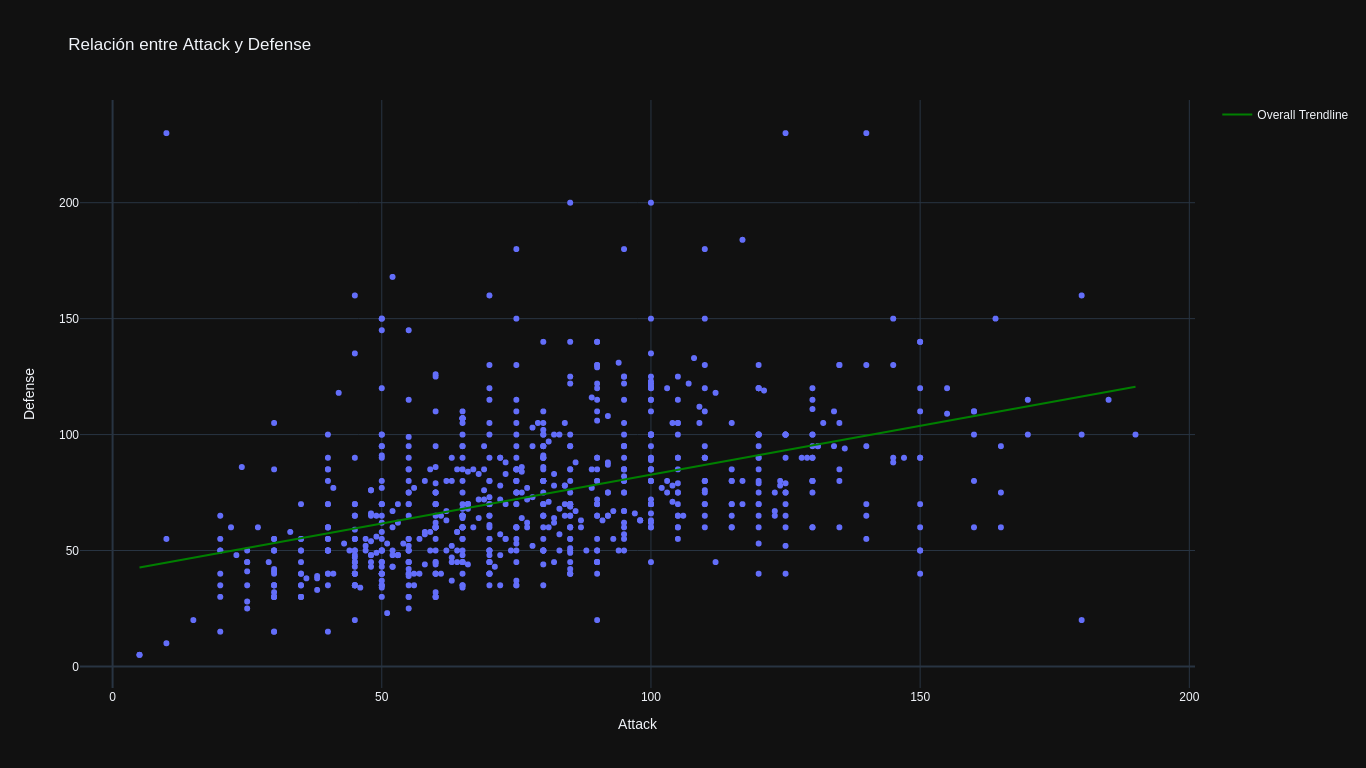 Relación entre Attack y Defense
Overall Trendline
200
150
100
50
0
Defense
0
50
100
150
200
Attack